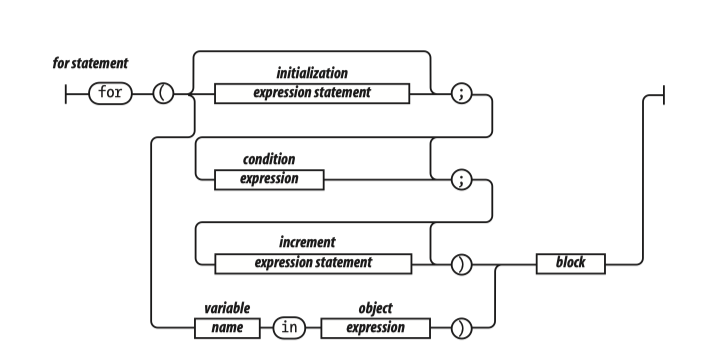 for statement
for ( initialization
expression statement ;
condition
expression ;
increment
expression statement ) block
variable object
name in expression )